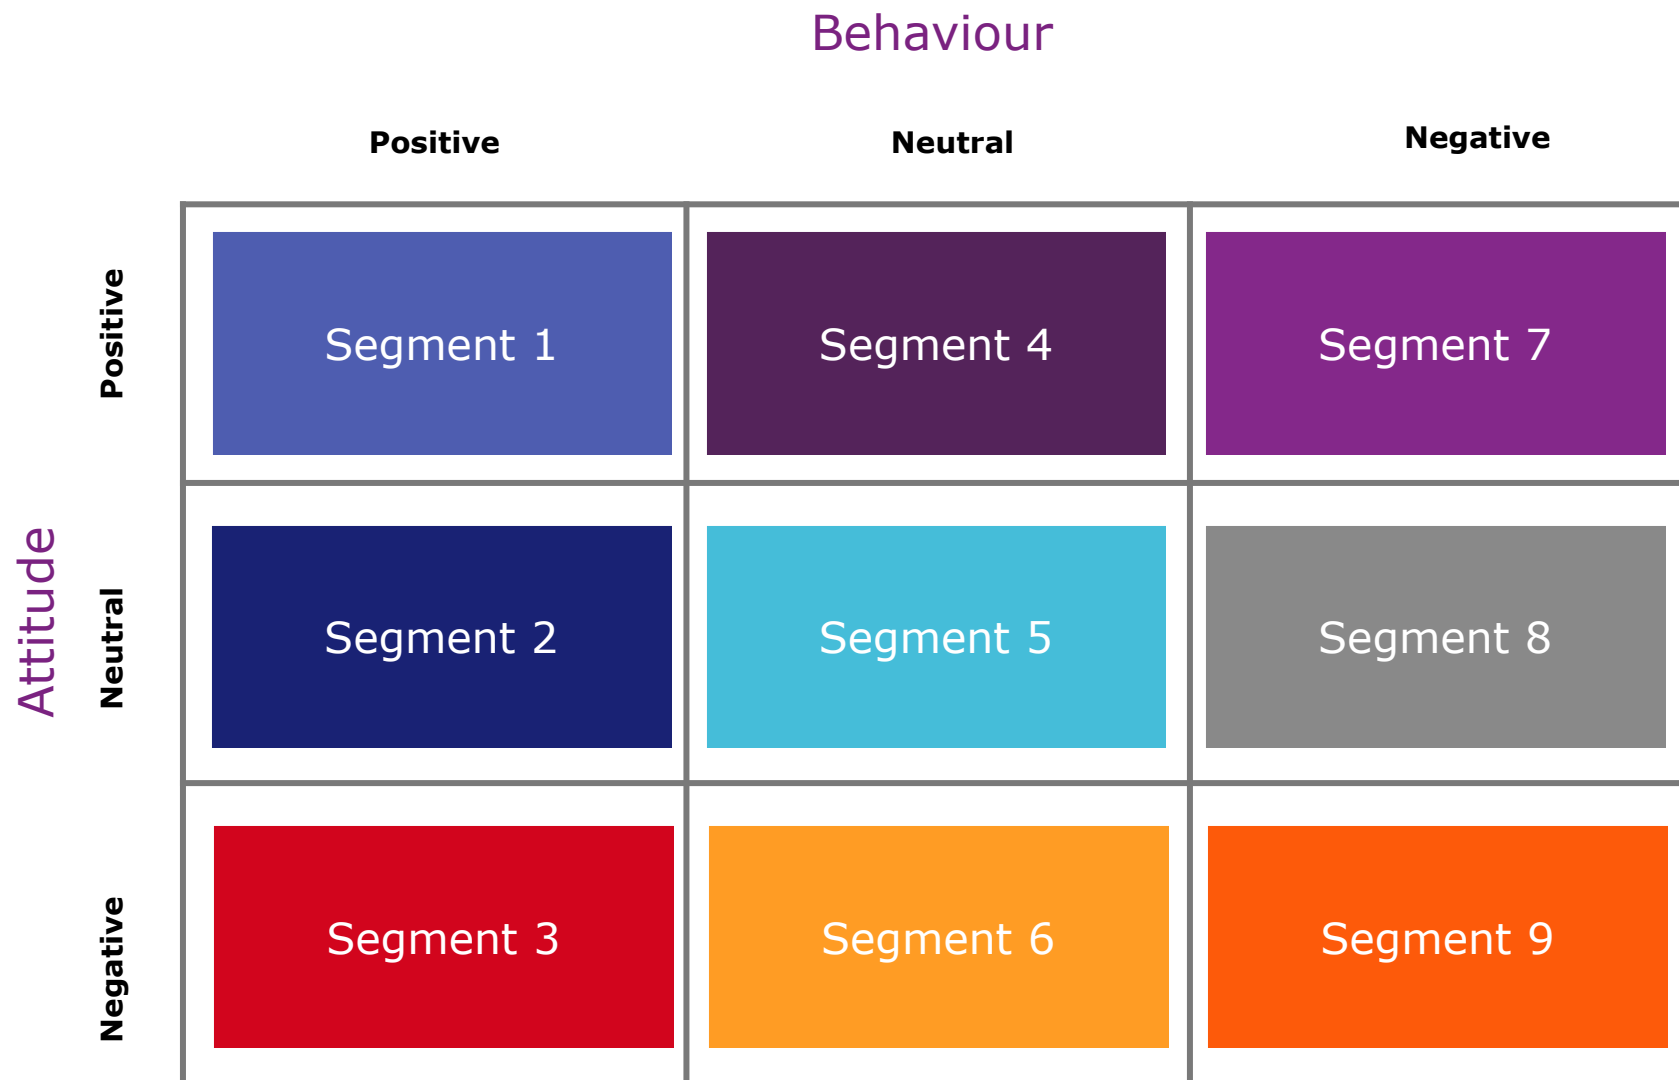 Behaviour
Positive
Neutral
Negative
Attitude
Positive
Segment 1
Segment 4
Segment 7
Neutral
Segment 2
Segment 5
Segment 8
Negative
Segment 3
Segment 6
Segment 9